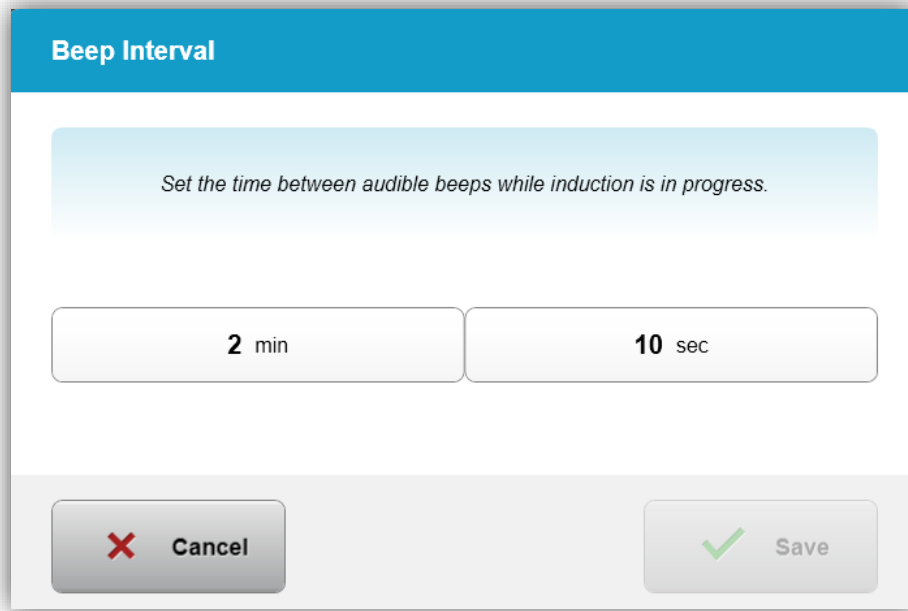 Beep Interval
Set the time between audible beeps while induction is in progress.
2 min 10 sec
Cancel Save